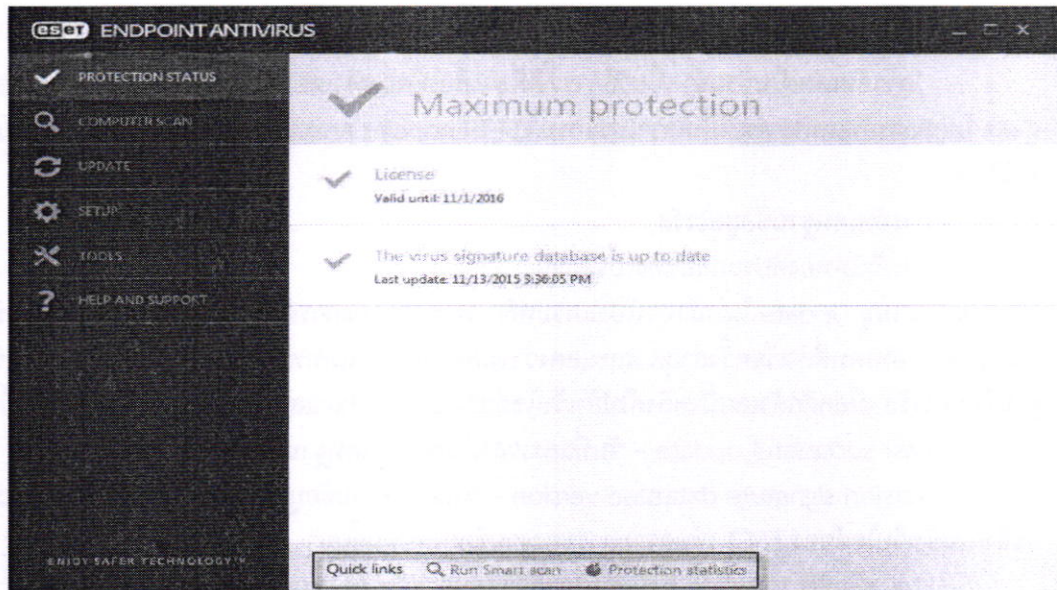 eset ENDPOINT ANTIVIRUS
PROTECTION STATUS
COMPUTER SCAN
UPDATE
SETUP
TOOLS
HELP AND SUPPORT
ENJOY SAFER TECHNOLOGY™
Maximum protection
License
Valid until: 11/1/2016
The virus signature database is up to date
Last update: 11/13/2015 3:36:05 PM
Quick links Run Smart scan Protection statistics